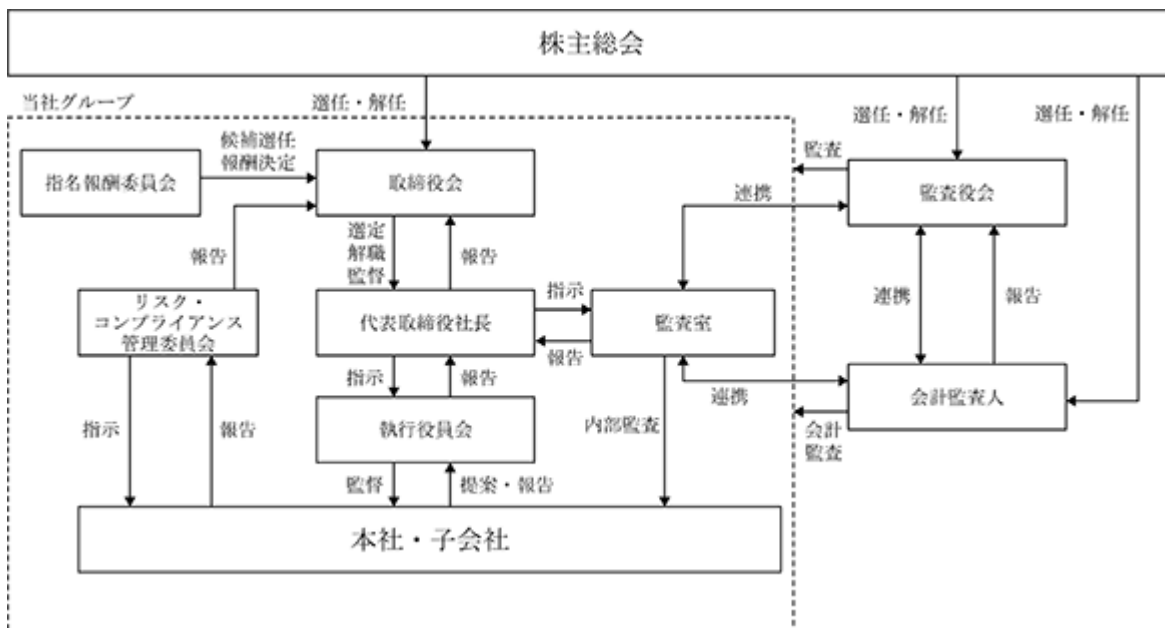 株主総会
当社グループ
選任・解任
選任・解任
選任・解任
候補選任
報酬決定
監査
指名報酬委員会
取締役会
監査役会
連携
報告
選定
解職
監督
報告
指示
連携
報告
リスク・
コンプライアンス
管理委員会
代表取締役社長
監査室
報告
指示
報告
連携
会計監査人
指示
報告
執行役員会
内部監査
会計
監査
監督
提案・報告
本社・子会社